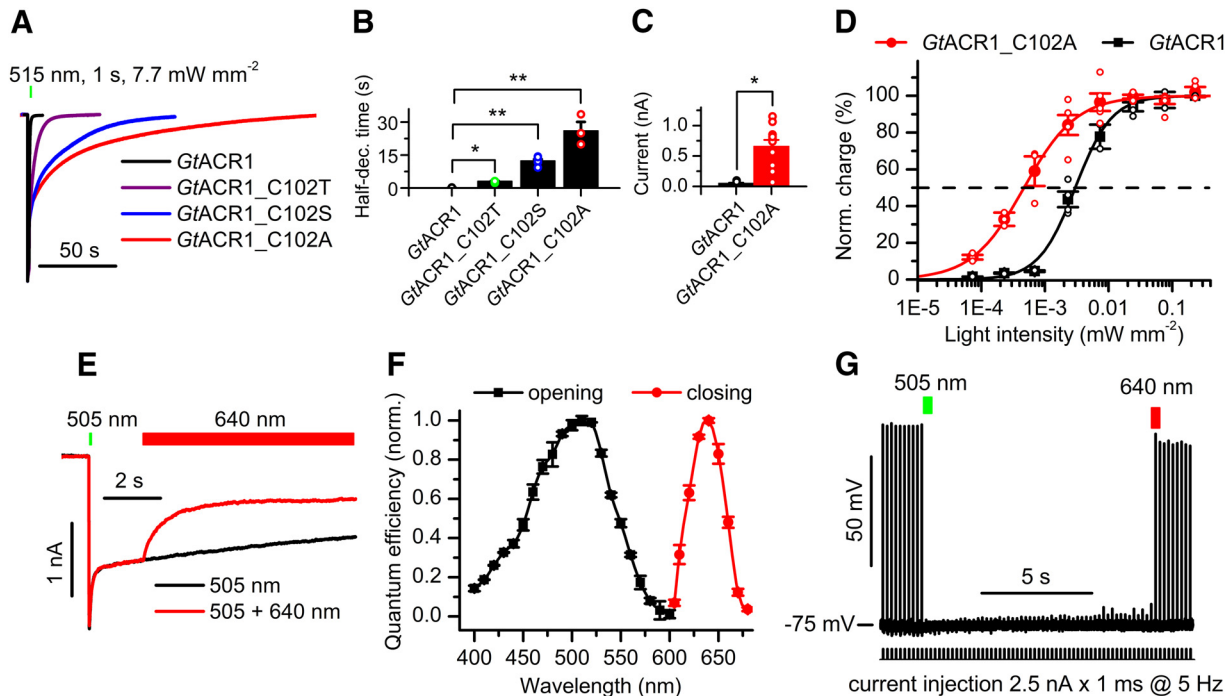 A
515 nm, 1 s, 7.7 mW mm-2
GtACR1
GtACR1_C102T
GtACR1_C102S
GtACR1_C102A
50 s
B
Half-dec. time (s)
30
15
0
*
**
**
GtACR1
GtACR1_C102T
GtACR1_C102S
GtACR1_C102A
C
Current (nA)
1.0
0.5
0.0
*
GtACR1
GtACR1_C102A
D
GtACR1_C102A
GtACR1
Norm. charge (%)
100
80
60
40
20
0
1E-5
1E-4
1E-3
0.01
0.1
Light intensity (mW mm-2)
E
505 nm
640 nm
2 s
1 nA
505 nm
505 + 640 nm
F
opening
closing
Quantum efficiency (norm.)
1.0
0.8
0.6
0.4
0.2
0.0
400
450
500
550
600
650
Wavelength (nm)
G
505 nm
640 nm
50 mV
5 s
-75 mV
current injection 2.5 nA x 1 ms @ 5 Hz